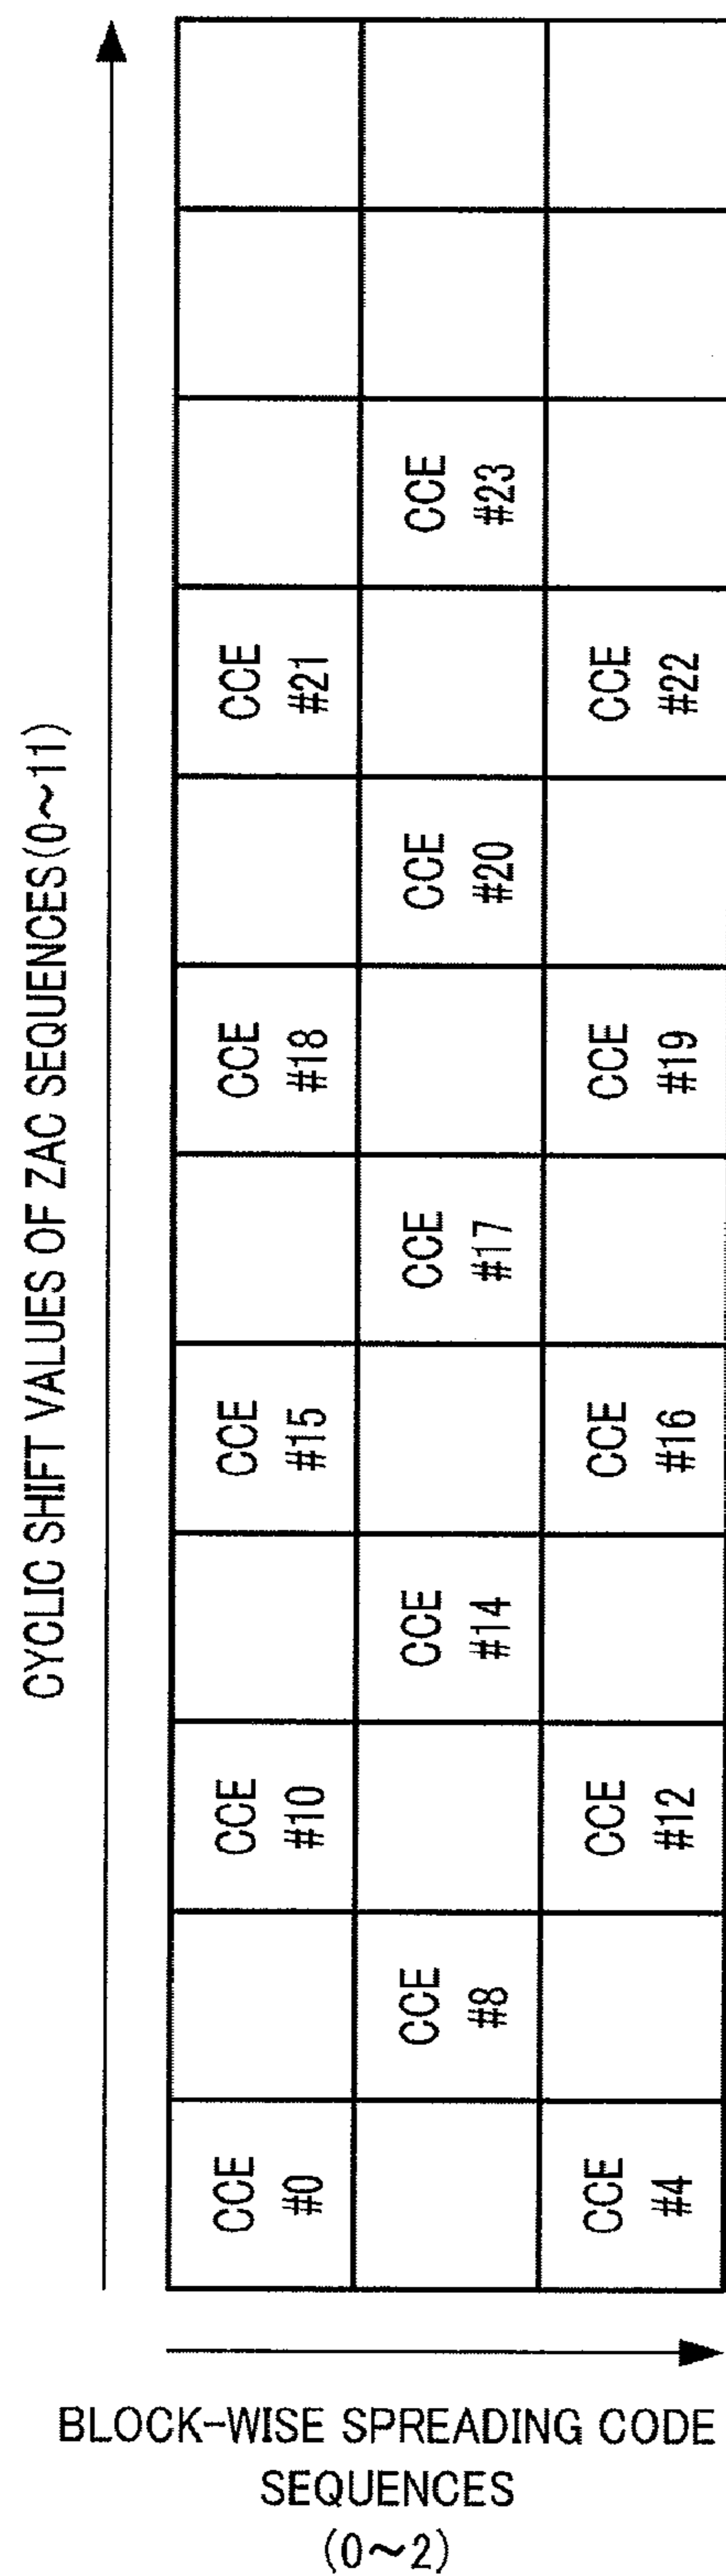 CYCLIC SHIFT VALUES OF ZAC SEQUENCES(0~11)
CCE
#0
CCE
#10
CCE
#15
CCE
#18
CCE
#21
CCE
#8
CCE
#14
CCE
#17
CCE
#20
CCE
#23
CCE
#4
CCE
#12
CCE
#16
CCE
#19
CCE
#22
BLOCK-WISE SPREADING CODE
SEQUENCES
(0~2)